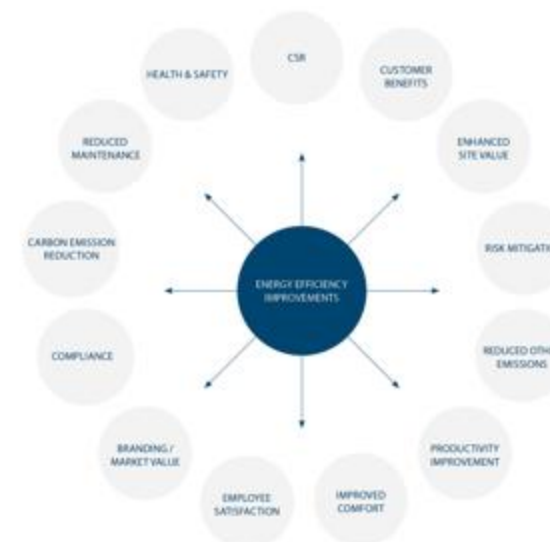 CSR
CUSTOMER
BENEFITS
ENHANCED
SITE VALUE
RISK MITIGATI
REDUCED OTH
EMISSIONS
PRODUCTIVITY
IMPROVEMENT
IMPROVED
COMFORT
EMPLOYEE
SATISFACTION
BRANDING /
MARKET VALUE
COMPLIANCE
CARBON EMISSION
REDUCTION
REDUCED
MAINTENANCE
HEALTH & SAFETY
ENERGY EFFICIENCY
IMPROVEMENTS